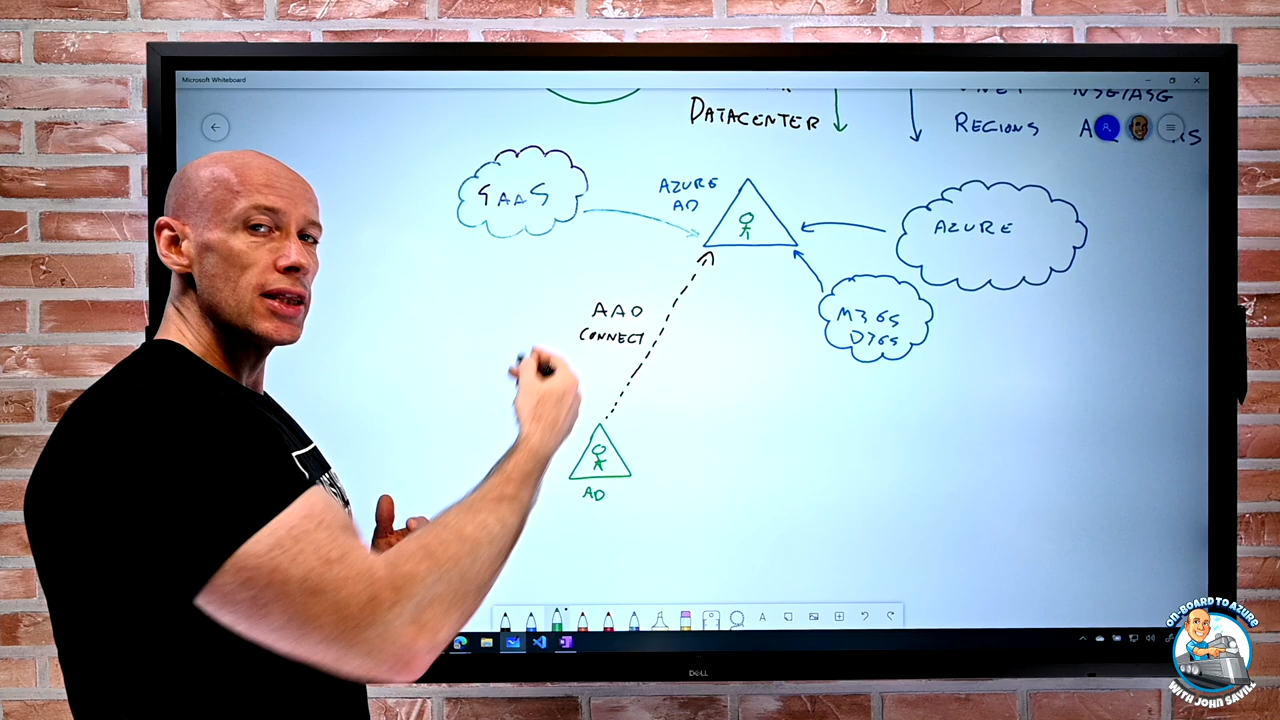 Microsoft Whiteboard
DATACENTER
REGIONS
SAAS
AZURE
AD
AZURE
AAD
CONNECT
M365
D365
AD
DELL
ON-BOARD TO AZURE
WITH JOHN SAVILL